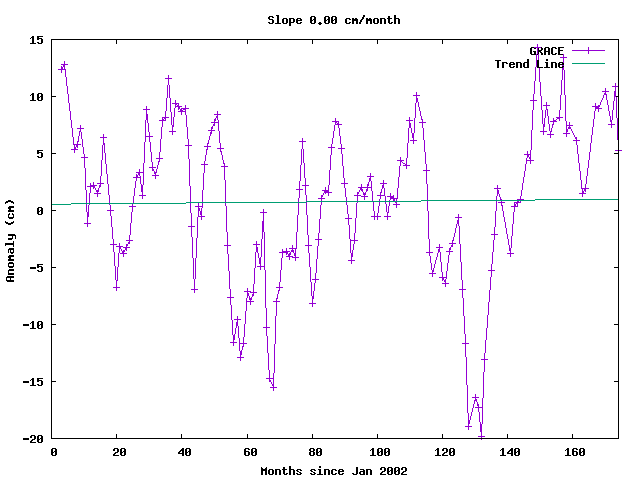 Slope 0.00 cm/month
GRACE
Trend Line
15
10
5
0
-5
-10
-15
-20
Anomaly (cm)
0 20 40 60 80 100 120 140 160
Months since Jan 2002